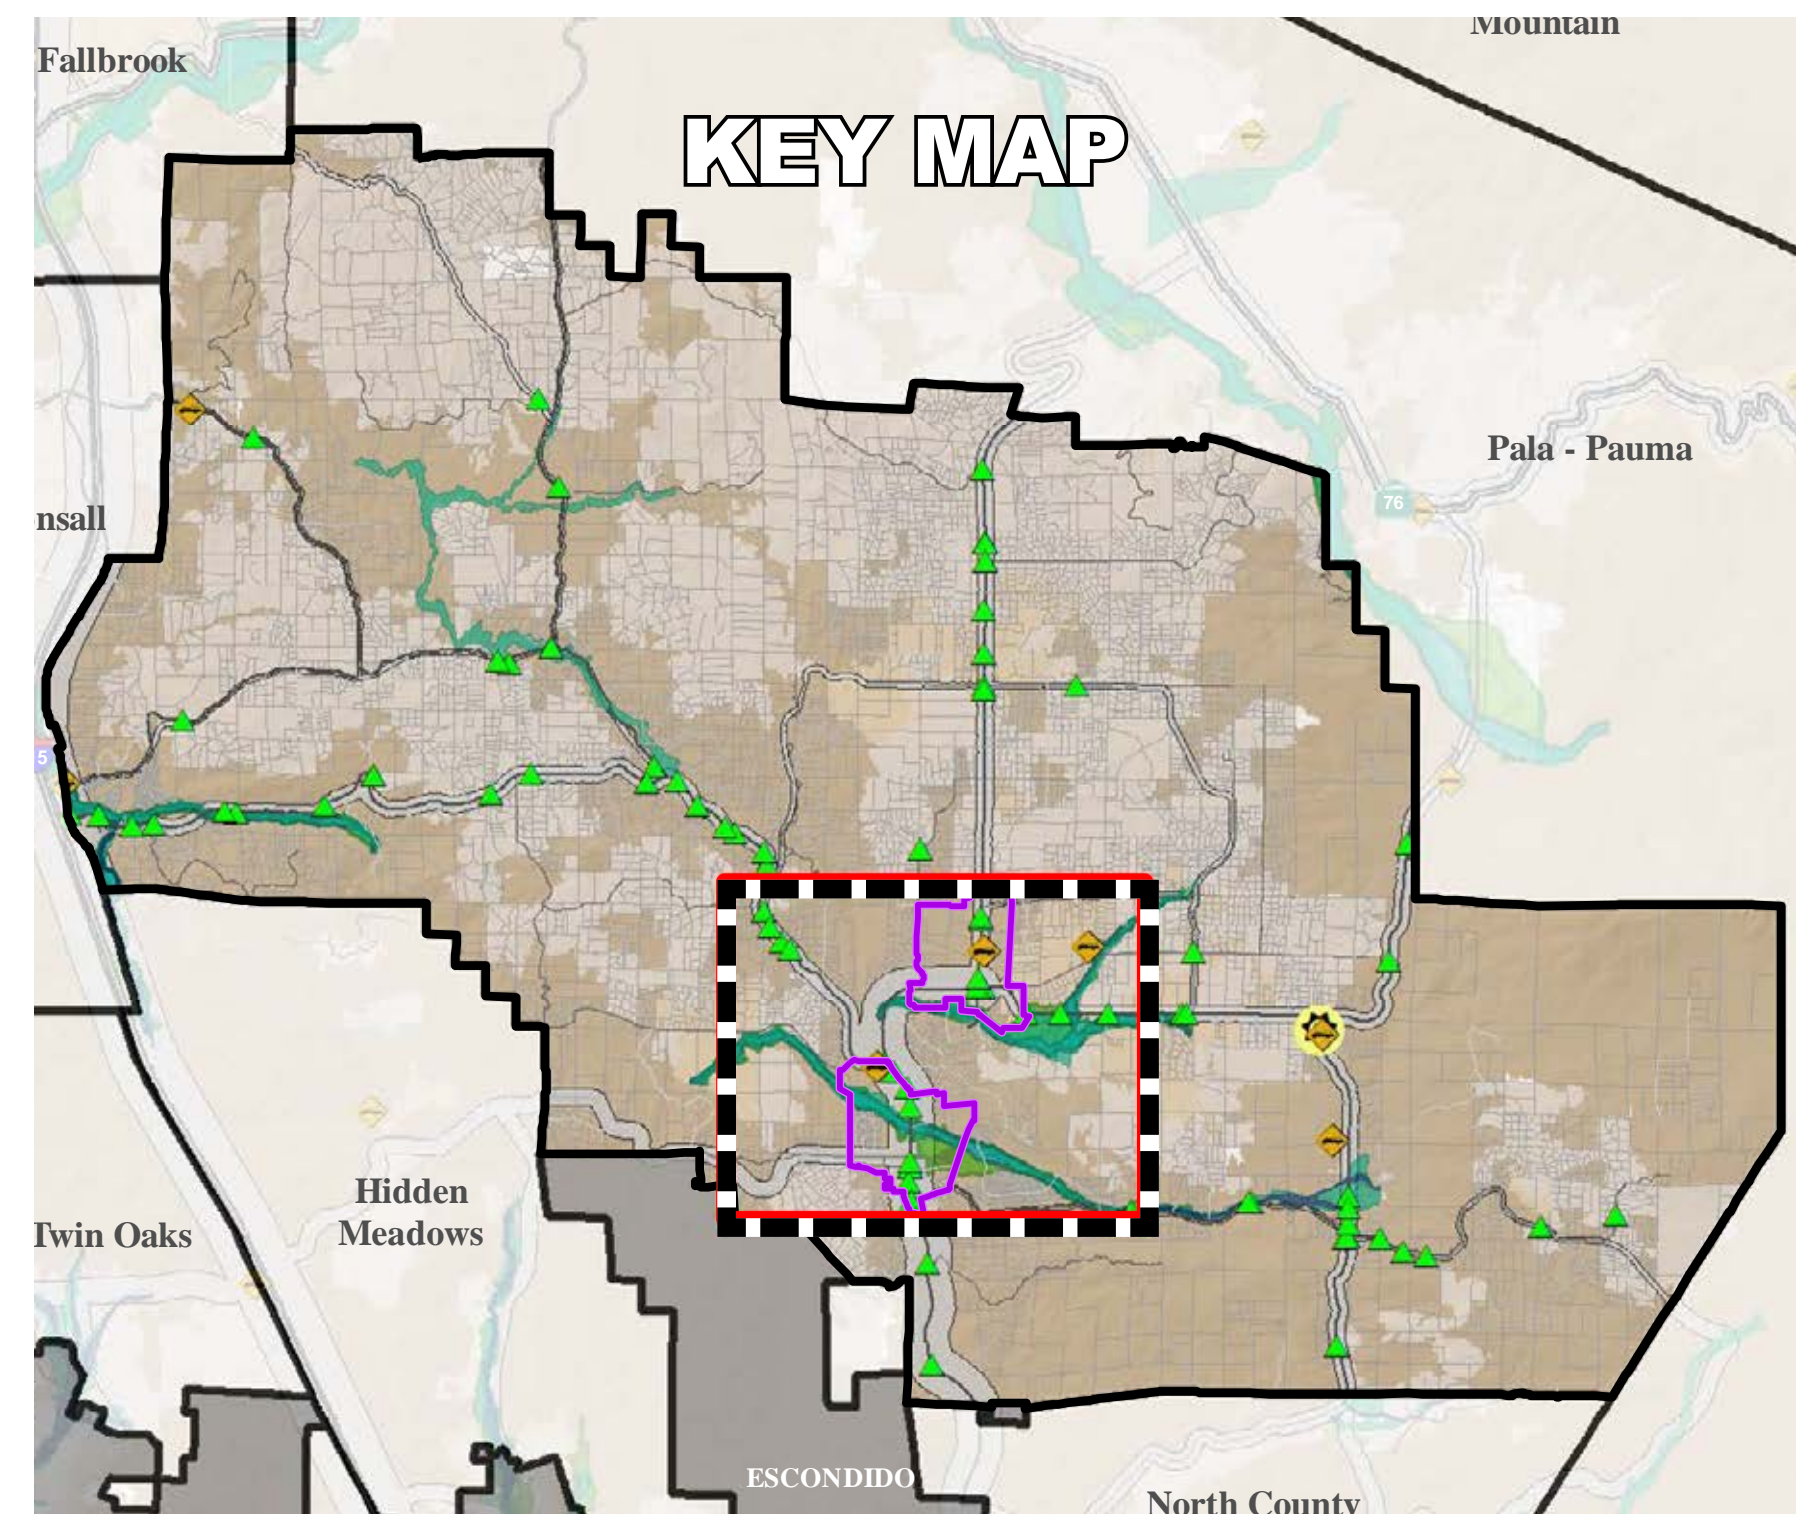 Mountain
Fallbrook
KEY MAP
Pala - Pauma
76
nsall
5
Hidden
Meadows
Twin Oaks
ESCONDIDO
North County